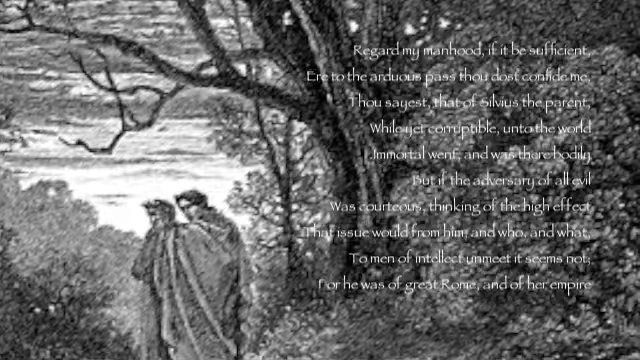 Regard my manhood, if it be sufficient,
Ere to the arduous pass thou dost confide me.
Thou sayest, that of Silvius the parent,
While yet corruptible, unto the world
Immortal went, and was there bodily.
But if the adversary of all evil
Was courteous, thinking of the high effect
That issue would from him, and who, and what,
To men of intellect unmeet it seems not;
For he was of great Rome, and of her empire